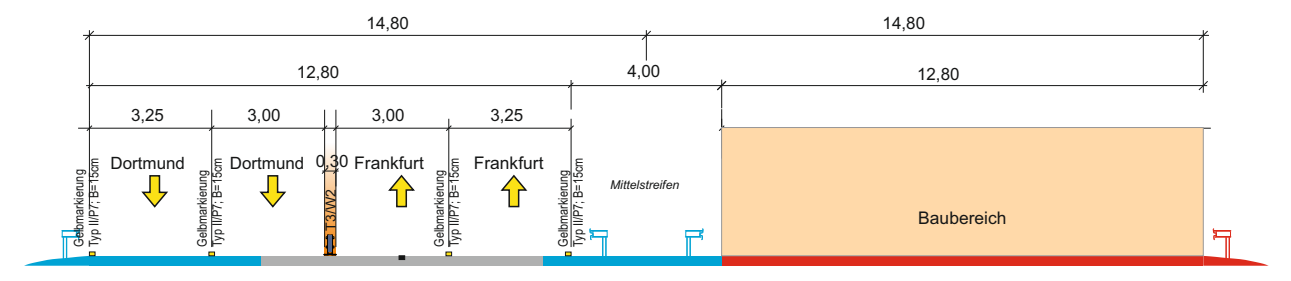 14,80
14,80
12,80
4,00
12,80
3,25
3,00
3,00
3,25
Dortmund
Dortmund
0,30
Frankfurt
Frankfurt
Gelbmarkierung
Typ II/P7; B=15cm
Gelbmarkierung
Typ II/P7; B=15cm
T3/W2
Gelbmarkierung
Typ II/P7; B=15cm
Gelbmarkierung
Typ II/P7; B=15cm
Mittelstreifen
Baubereich